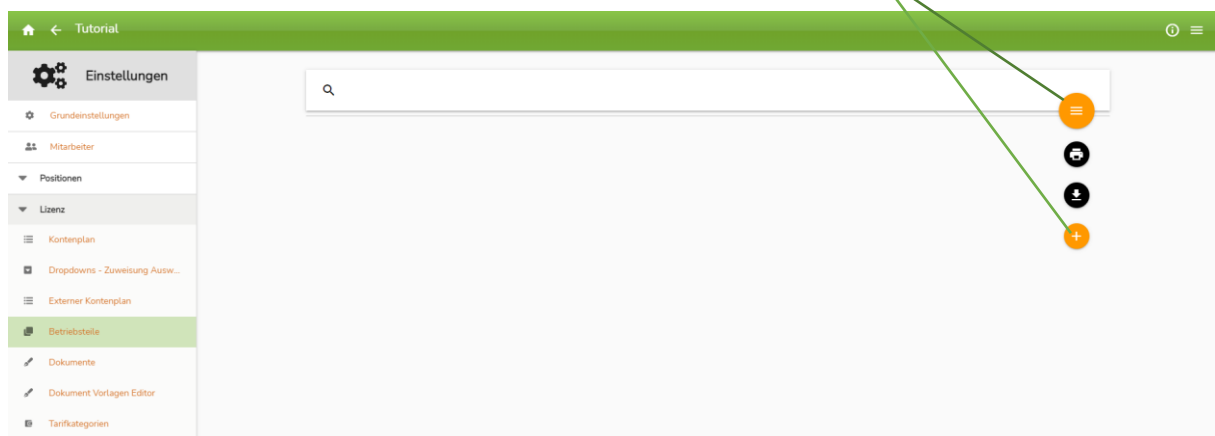 Tutorial
Einstellungen
Grundeinstellungen
Mitarbeiter
Positionen
Lizenz
Kontenplan
Dropdowns - Zuweisung Ausw...
Externer Kontenplan
Betriebsteile
Dokumente
Dokument Vorlagen Editor
Tarifkategorien